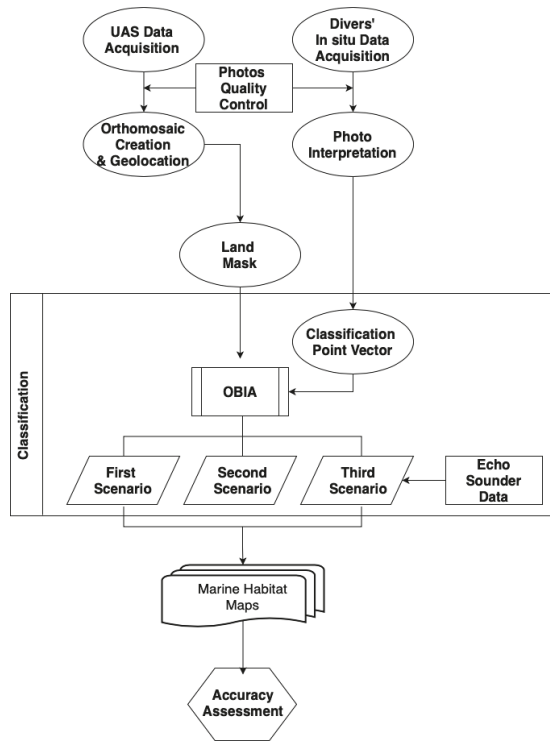 UAS Data
Acquisition
Divers'
In situ Data
Acquisition
Photos
Quality
Control
Orthomosaic
Creation
& Geolocation
Photo
Interpretation
Land
Mask
Classification
Classification
Point Vector
OBIA
First
Scenario
Second
Scenario
Third
Scenario
Echo
Sounder
Data
Marine Habitat
Maps
Accuracy
Assessment